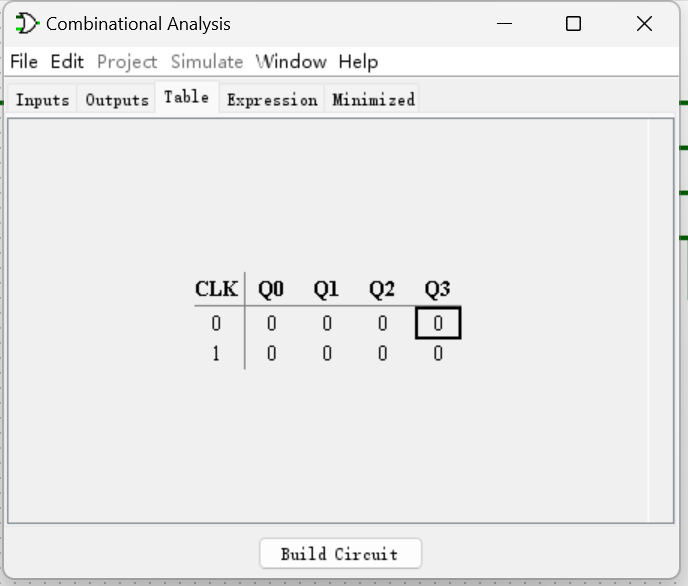 Combinational Analysis
File Edit Project Simulate Window Help
Inputs Outputs Table Expression Minimized
CLK Q0 Q1 Q2 Q3
0 0 0 0 0
1 0 0 0 0
Build Circuit